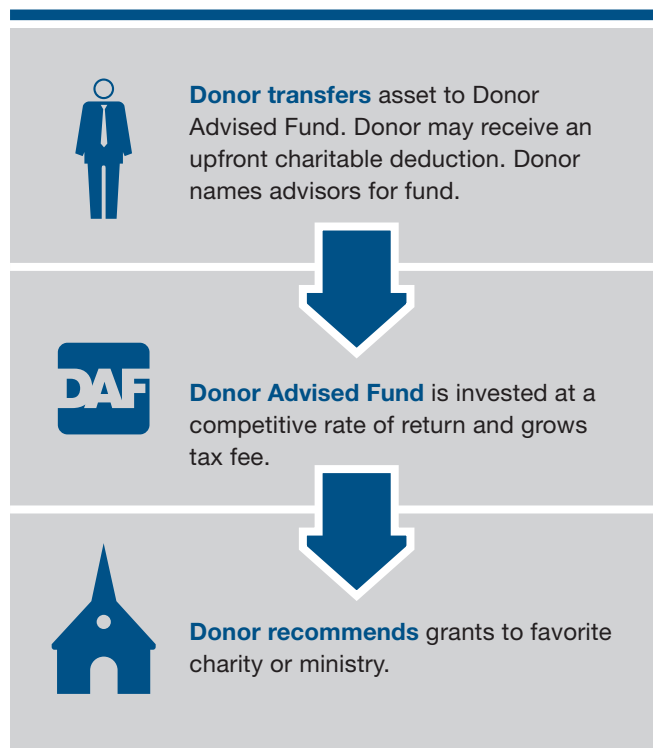 Donor transfers asset to Donor
Advised Fund. Donor may receive an
upfront charitable deduction. Donor
names advisors for fund.
DAF
Donor Advised Fund is invested at a
competitive rate of return and grows
tax fee.
Donor recommends grants to favorite
charity or ministry.